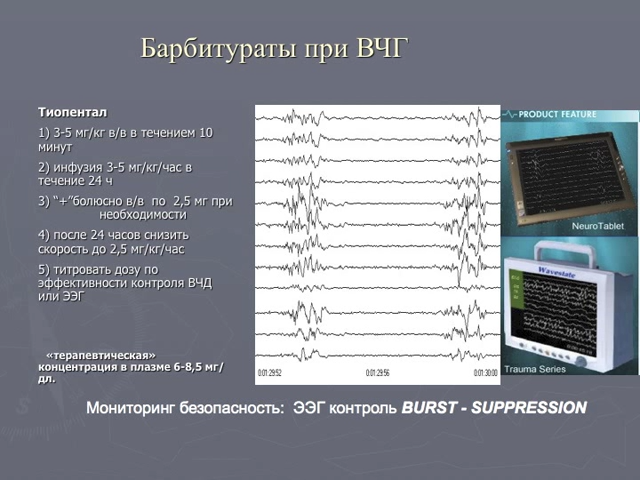 Барбитураты при ВЧГ
Тиопентал
1) 3-5 мг/кг в/в в течением 10
минут
2) инфузия 3-5 мг/кг/час в
течение 24 ч
3) “+”болюсно в/в по 2,5 мг при
необходимости
4) после 24 часов снизить
скорость до 2,5 мг/кг/час
5) титровать дозу по
эффективности контроля ВЧД
или ЭЭГ
«терапевтическая»
концентрация в плазме 6-8,5 мг/
дл.
0:01:29:52 0:01:29:56 0:01:30:00
PRODUCT FEATURE
NeuroTablet
Wavestate
Trauma Series
Мониторинг безопасность: ЭЭГ контроль BURST - SUPPRESSION